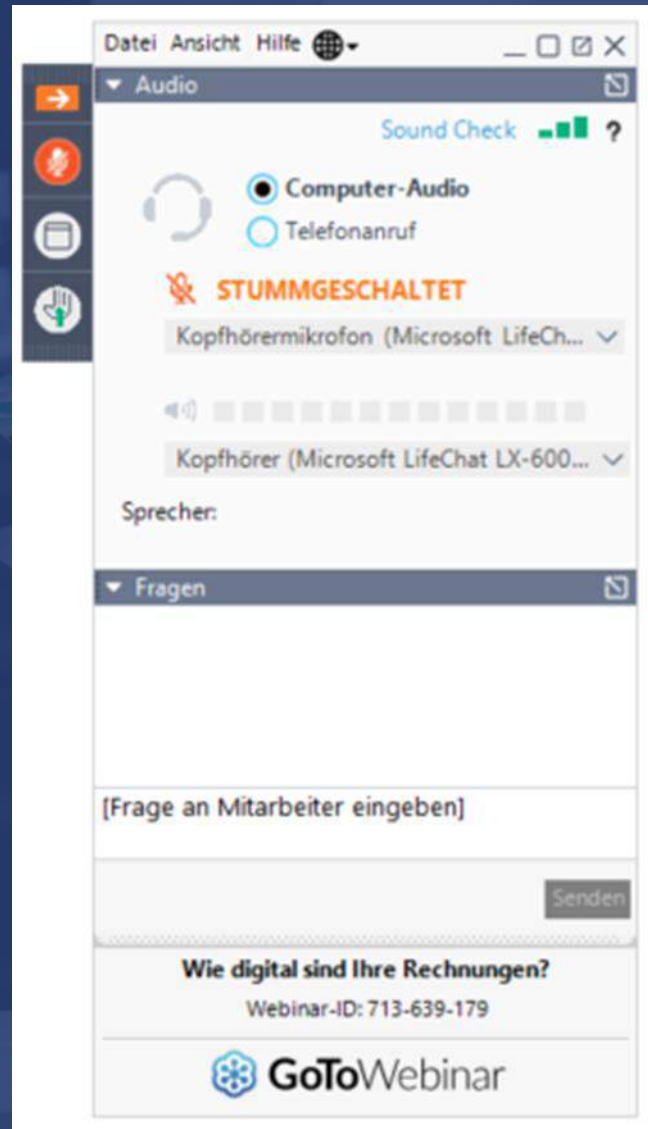 Datei Ansicht Hilfe
Audio
Sound Check ?
Computer-Audio
Telefonanruf
STUMMGESCHALTET
Kopfhörermikrofon (Microsoft LifeCh...
Kopfhörer (Microsoft LifeChat LX-600...
Sprecher:
Fragen
[Frage an Mitarbeiter eingeben]
Senden
Wie digital sind Ihre Rechnungen?
Webinar-ID: 713-639-179
GoToWebinar